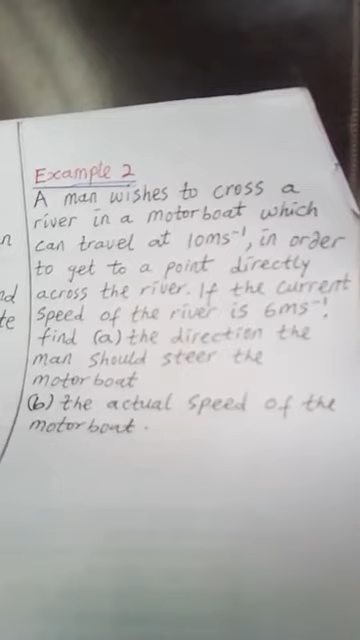 Example 2
A man wishes to cross a
river in a motorboat which
can travel at 10ms⁻¹, in order
to get to a point directly
across the river. If the current
speed of the river is 6ms⁻¹,
find (a) the direction the
man should steer the
motorboat
(b) the actual speed of the
motorboat.
n
nd
te